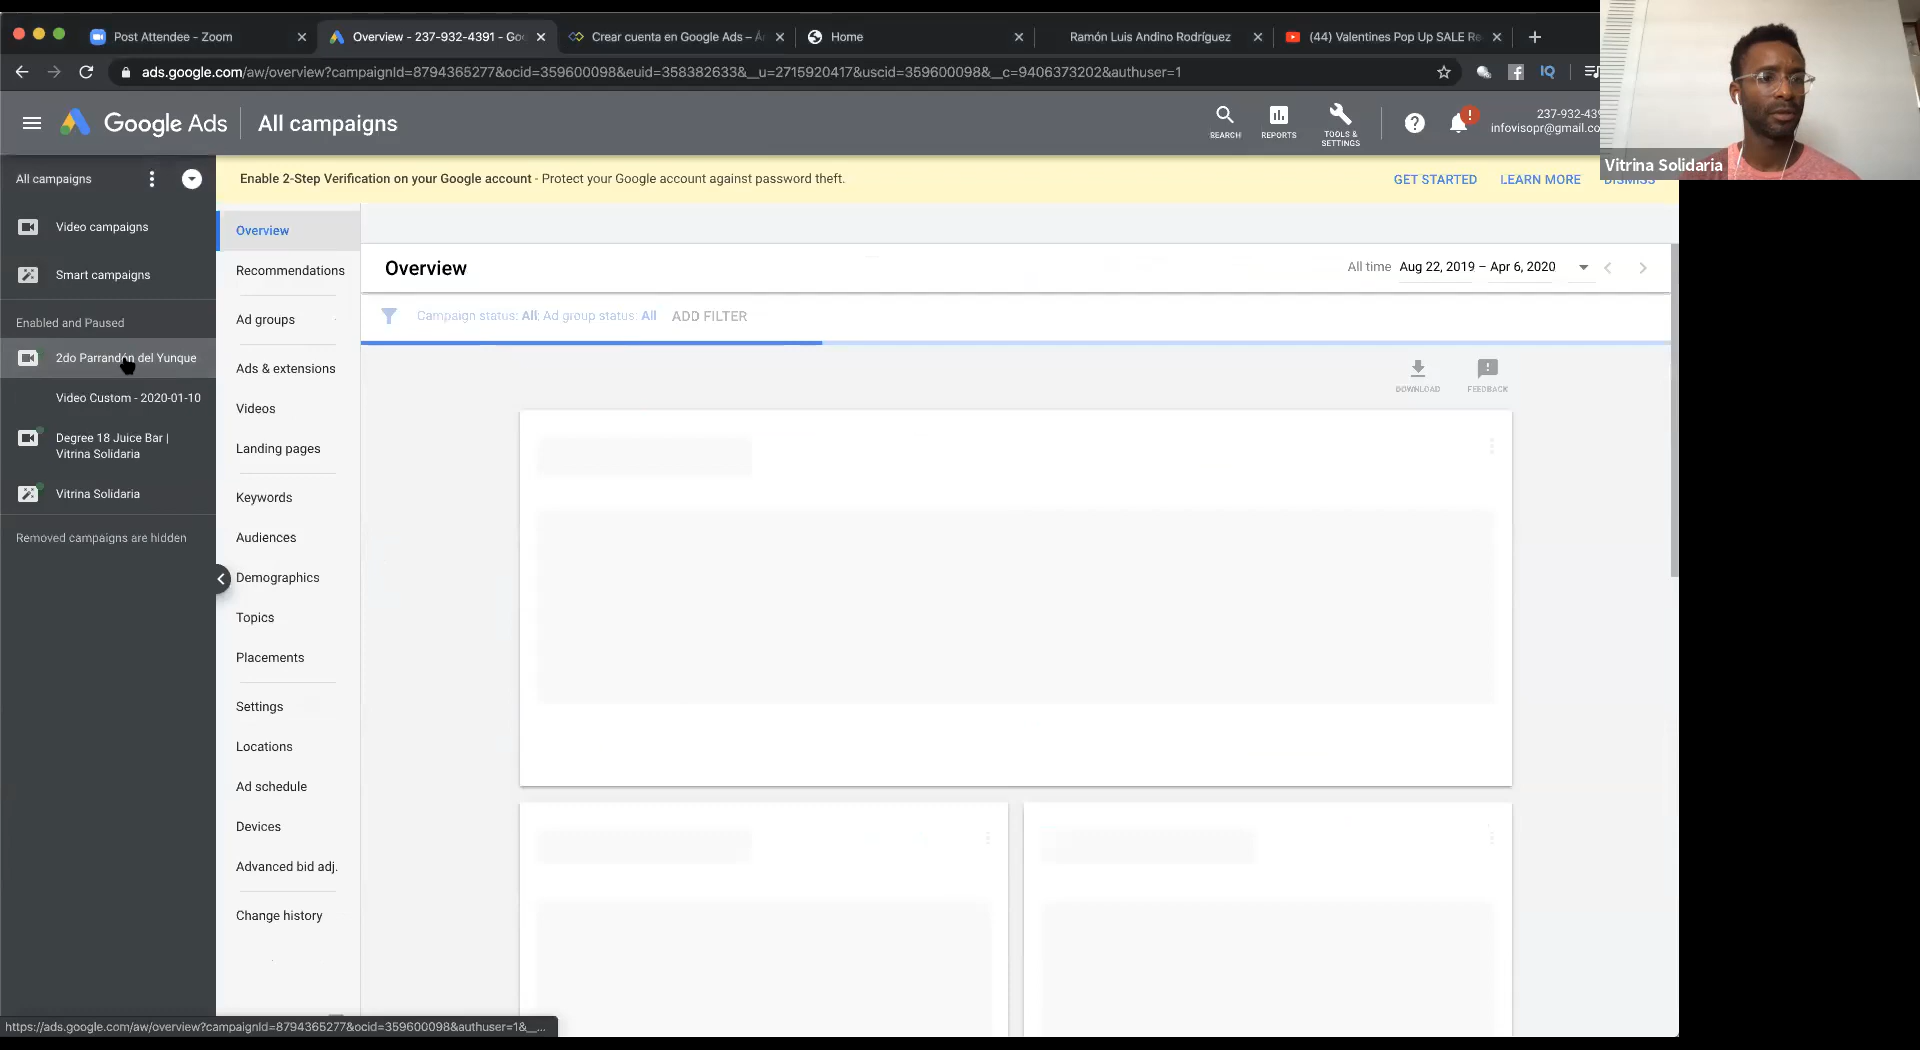 Post Attendee - Zoom
Overview - 237-932-4391 - Go
Crear cuenta en Google Ads –
Home
Ramón Luis Andino Rodríguez
(44) Valentines Pop Up SALE Re
ads.google.com/aw/overview?campaignId=8794365277&ocid=359600098&euid=358382633&__u=2715920417&uscid=359600098&__c=9406373202&authuser=1
IQ
Google Ads
All campaigns
SEARCH
REPORTS
TOOLS & SETTINGS
237-932-439
infovisopr@gmail.co
Vitrina Solidaria
Enable 2-Step Verification on your Google account - Protect your Google account against password theft.
GET STARTED
LEARN MORE
DISMISS
All campaigns
Video campaigns
Smart campaigns
Enabled and Paused
2do Parrandón del Yunque
Video Custom - 2020-01-10
Degree 18 Juice Bar |
Vitrina Solidaria
Vitrina Solidaria
Removed campaigns are hidden
Overview
Recommendations
Ad groups
Ads & extensions
Videos
Landing pages
Keywords
Audiences
Demographics
Topics
Placements
Settings
Locations
Ad schedule
Devices
Advanced bid adj.
Change history
Overview
All time Aug 22, 2019 – Apr 6, 2020
Campaign status: All; Ad group status: All
ADD FILTER
DOWNLOAD
FEEDBACK
https://ads.google.com/aw/overview?campaignId=8794365277&ocid=359600098&authuser=1&__...